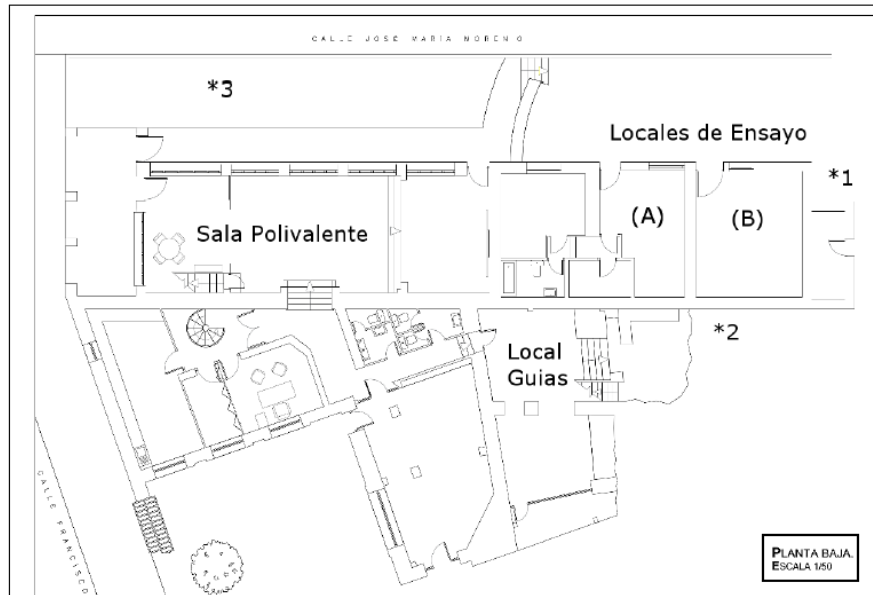 CALLE JOSÉ MARÍA MORENO
*3
Locales de Ensayo
*1
(A)
(B)
Sala Polivalente
*2
Local
Guias
CALLE FRANCISCO
PLANTA BAJA.
ESCALA 1/50